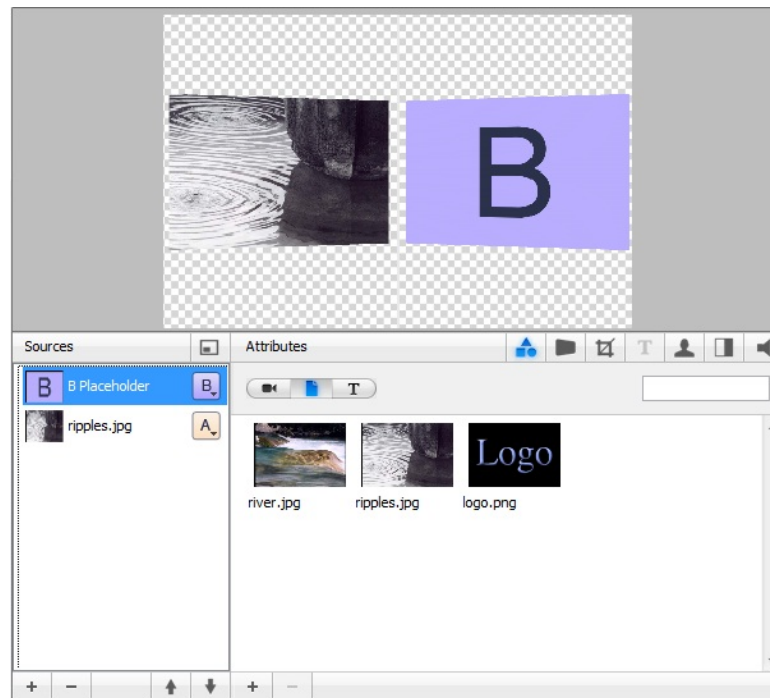 B
Sources
Attributes
T
B
B Placeholder
B
T
ripples.jpg
A
Logo
river.jpg
ripples.jpg
logo.png